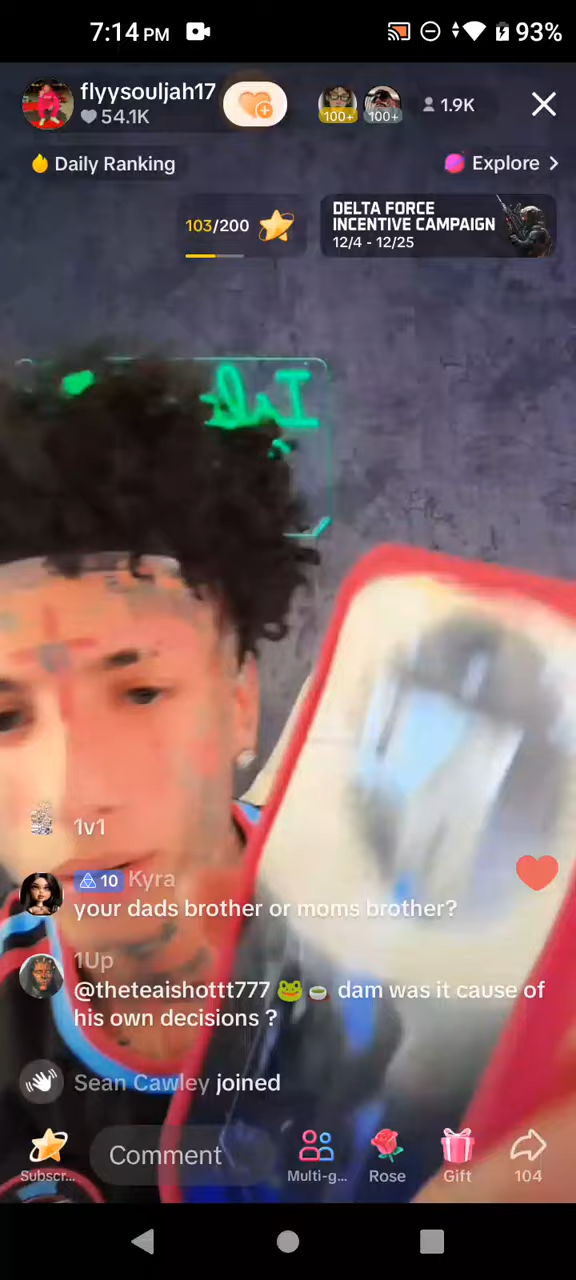 7:14 PM
93%
flyysouljah17
54.1K
100+
100+
1.9K
Daily Ranking
Explore >
103/200
DELTA FORCE
INCENTIVE CAMPAIGN
12/4 - 12/25
1v1
10 Kyra
your dads brother or moms brother?
1Up
@theteaishottt777 🐸🍵 dam was it cause of
his own decisions ?
Sean Cawley joined
Subscr...
Comment
Multi-g...
Rose
Gift
104